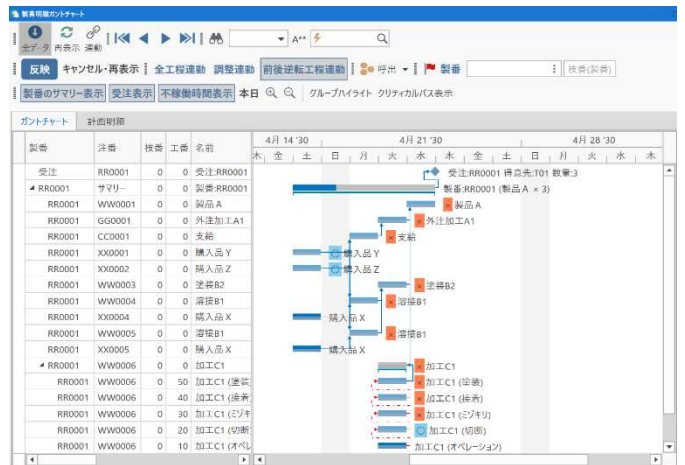 製番明細ガントチャート
全データ 再表示 連動 A**
反映 キャンセル・再表示 全工程連動 調整連動 前後逆転工程連動 呼出 製番 枝番(製番)
製番のサマリー表示 受注表示 不稼働時間表示 本日 グループハイライト クリティカルパス表示
ガントチャート 計画明細
製番 注番 枝番 工番 名前
4月 14 '30 4月 21 '30 4月 28 '30
木 金 土 日 月 火 水 木 金 土 日 月 火 水 木
受注 RR0001 0 0 受注:RR0001 受注:RR0001 得意先:T01 数量:3
RR0001 サマリー 0 0 製番:RR0001 製番:RR0001 (製品A × 3)
RR0001 WW0001 0 0 製品A 製品A
RR0001 GG0001 0 0 外注加工A1 外注加工A1
RR0001 CC0001 0 0 支給 支給
RR0001 XX0001 0 0 購入品Y 購入品Y
RR0001 XX0002 0 0 購入品Z 購入品Z
RR0001 WW0003 0 0 塗装B2 塗装B2
RR0001 WW0004 0 0 溶接B1 溶接B1
RR0001 XX0004 0 0 購入品X 購入品X
RR0001 WW0005 0 0 溶接B1 溶接B1
RR0001 XX0005 0 0 購入品X 購入品X
RR0001 WW0006 0 0 加工C1 加工C1
RR0001 WW0006 0 50 加工C1 (塗装 加工C1 (塗装)
RR0001 WW0006 0 40 加工C1 (接着 加工C1 (接着)
RR0001 WW0006 0 30 加工C1 (ミゾキ 加工C1 (ミゾキリ)
RR0001 WW0006 0 20 加工C1 (切断 加工C1 (切断)
RR0001 WW0006 0 10 加工C1 (オペレ 加工C1 (オペレーション)